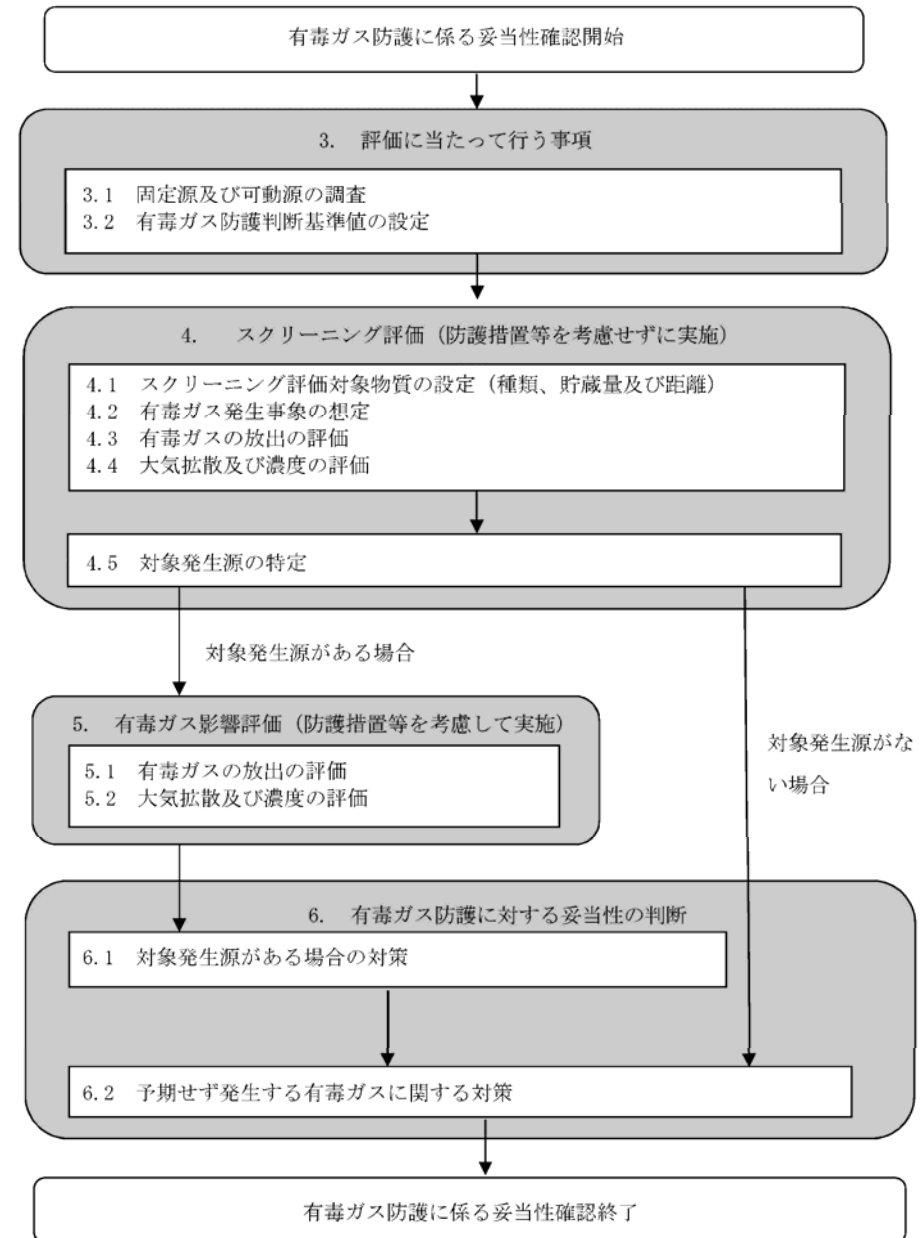 有毒ガス防護に係る妥当性確認開始
3. 評価に当たって行う事項
3.1 固定源及び可動源の調査
3.2 有毒ガス防護判断基準値の設定
4. スクリーニング評価（防護措置等を考慮せずに実施）
4.1 スクリーニング評価対象物質の設定（種類、貯蔵量及び距離）
4.2 有毒ガス発生事象の想定
4.3 有毒ガスの放出の評価
4.4 大気拡散及び濃度の評価
4.5 対象発生源の特定
対象発生源がある場合
5. 有毒ガス影響評価（防護措置等を考慮して実施）
5.1 有毒ガスの放出の評価
5.2 大気拡散及び濃度の評価
対象発生源がな
い場合
6. 有毒ガス防護に対する妥当性の判断
6.1 対象発生源がある場合の対策
6.2 予期せず発生する有毒ガスに関する対策
有毒ガス防護に係る妥当性確認終了